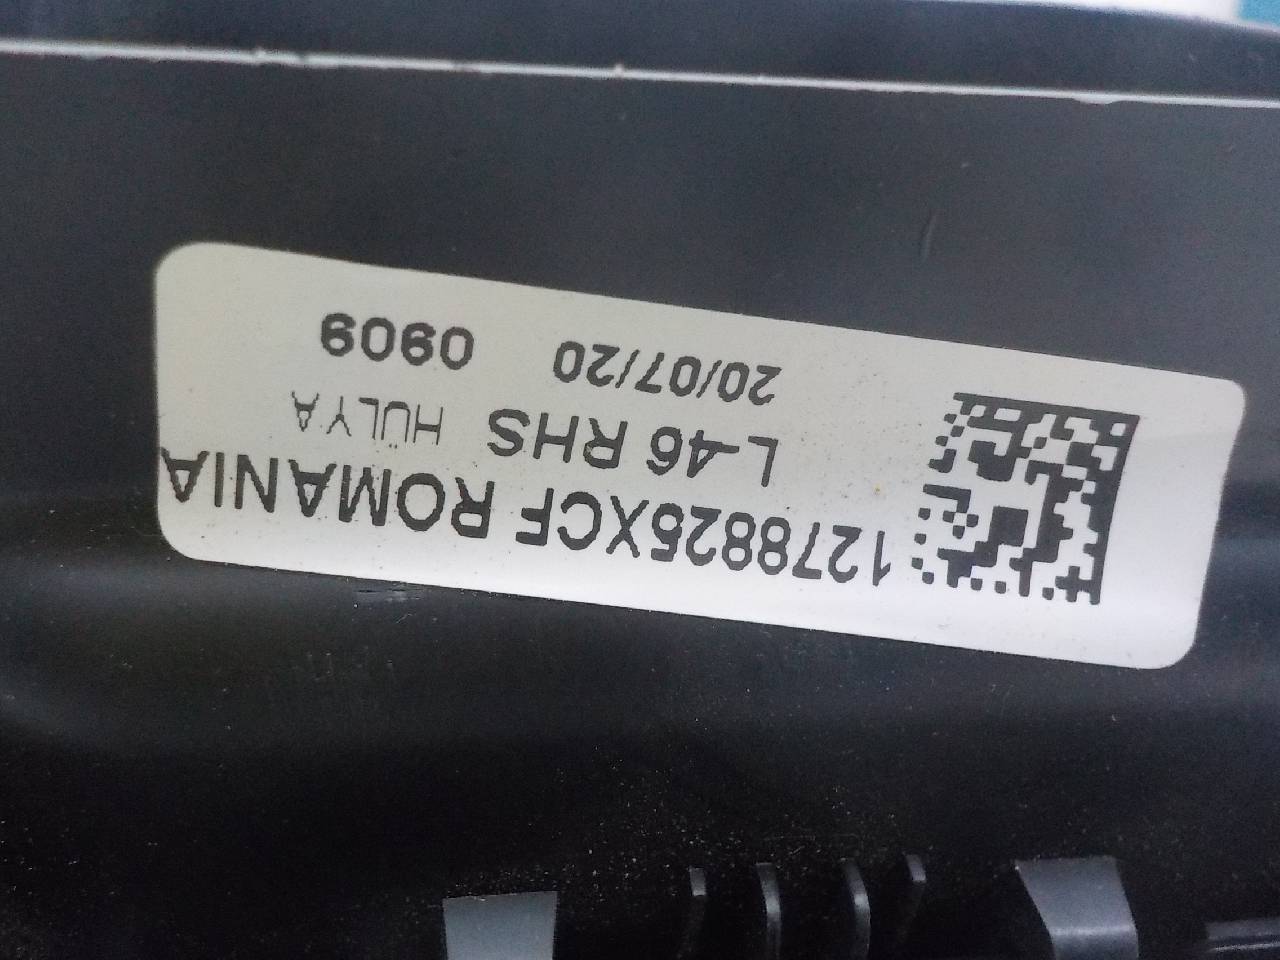 1278825XCF ROMANIA
L-46 RHS HÜLYA
20/07/20 0909